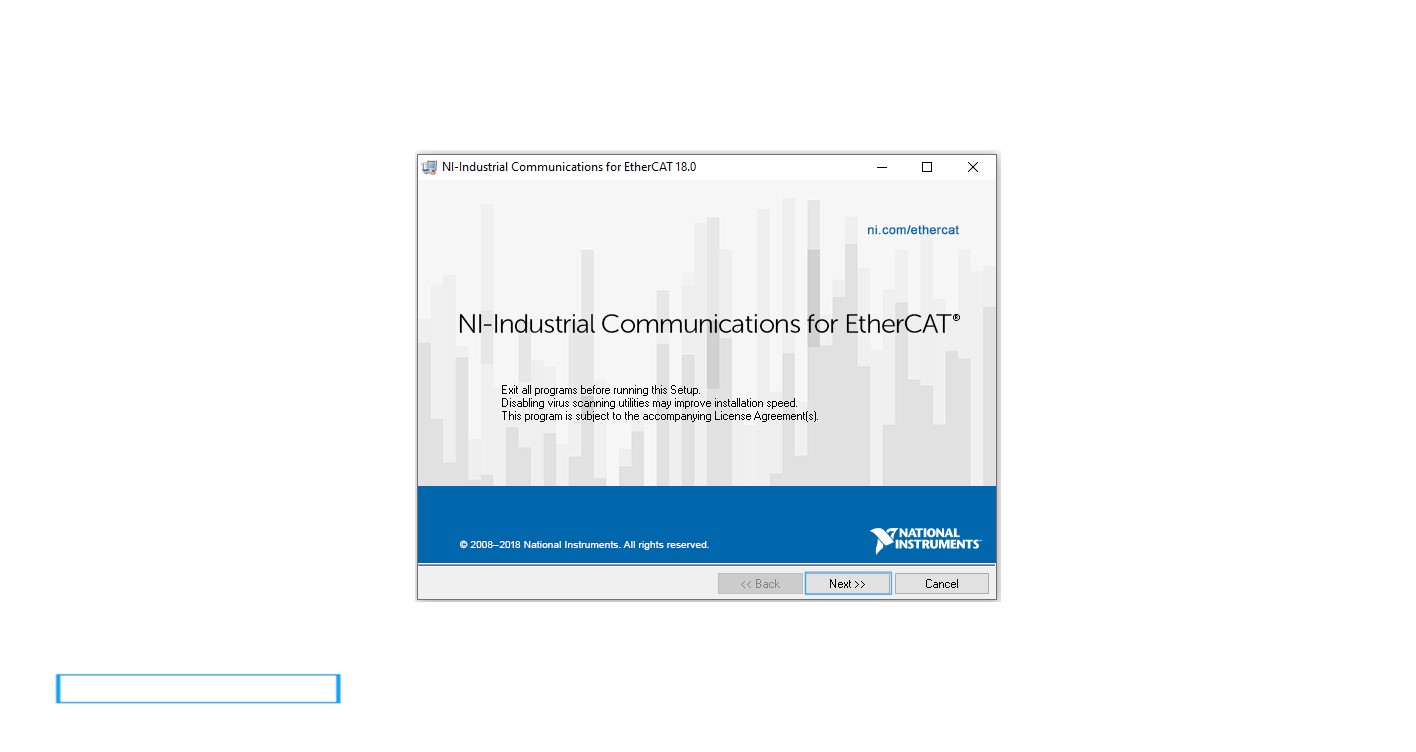 NI-Industrial Communications for EtherCAT 18.0
ni.com/ethercat
NI-Industrial Communications for EtherCAT®
Exit all programs before running this Setup.
Disabling virus scanning utilities may improve installation speed.
This program is subject to the accompanying License Agreement(s).
© 2008–2018 National Instruments. All rights reserved.
NATIONAL
INSTRUMENTS™
<< Back Next >> Cancel